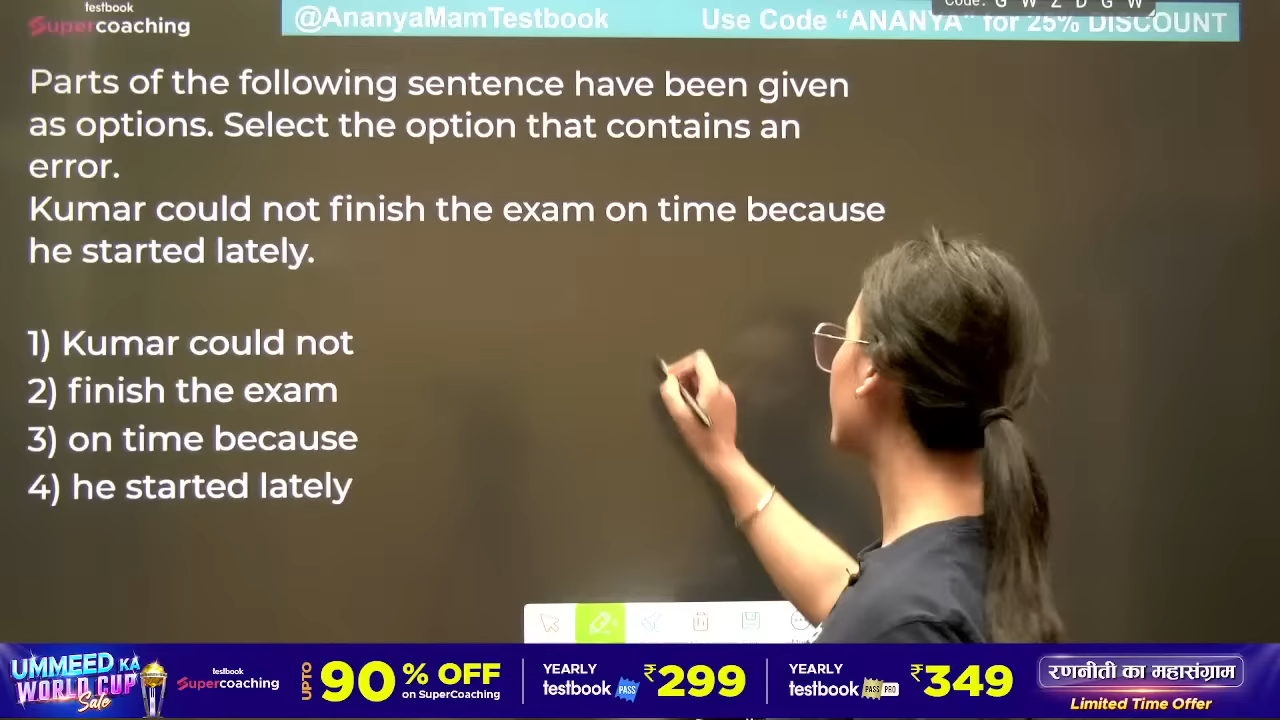 testbook
Supercoaching
@AnanyaMamTestbook Use Code “ANANYA” for 25% DISCOUNT
Code: G W Z D G W
Parts of the following sentence have been given
as options. Select the option that contains an
error.
Kumar could not finish the exam on time because
he started lately.
1) Kumar could not
2) finish the exam
3) on time because
4) he started lately
UMMEED KA
WORLD CUP
Sale
testbook
Supercoaching
UPTO 90% OFF
on SuperCoaching
YEARLY
testbook PASS
₹299
YEARLY
testbook PASS PRO
₹349
रणनीती का महासंग्राम
Limited Time Offer